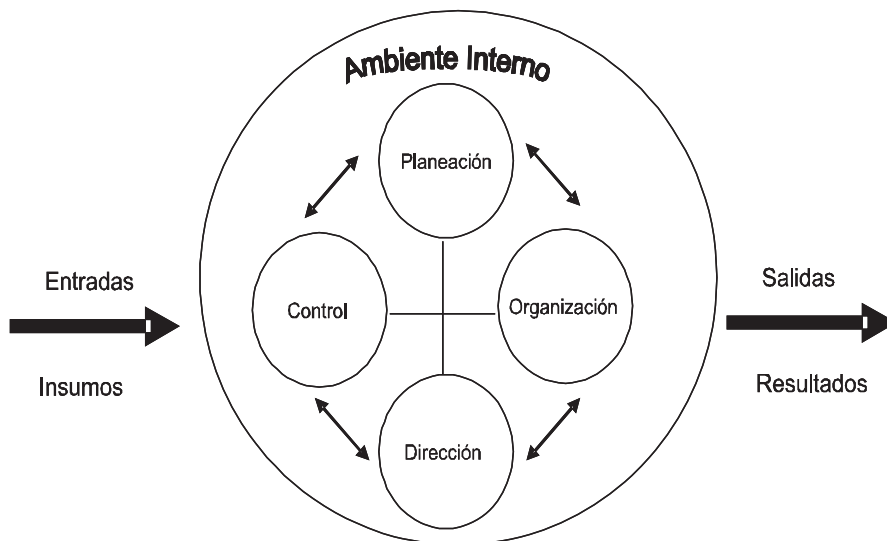 Ambiente Interno
Planeación
Entradas
Salidas
Control
Organización
Insumos
Resultados
Dirección